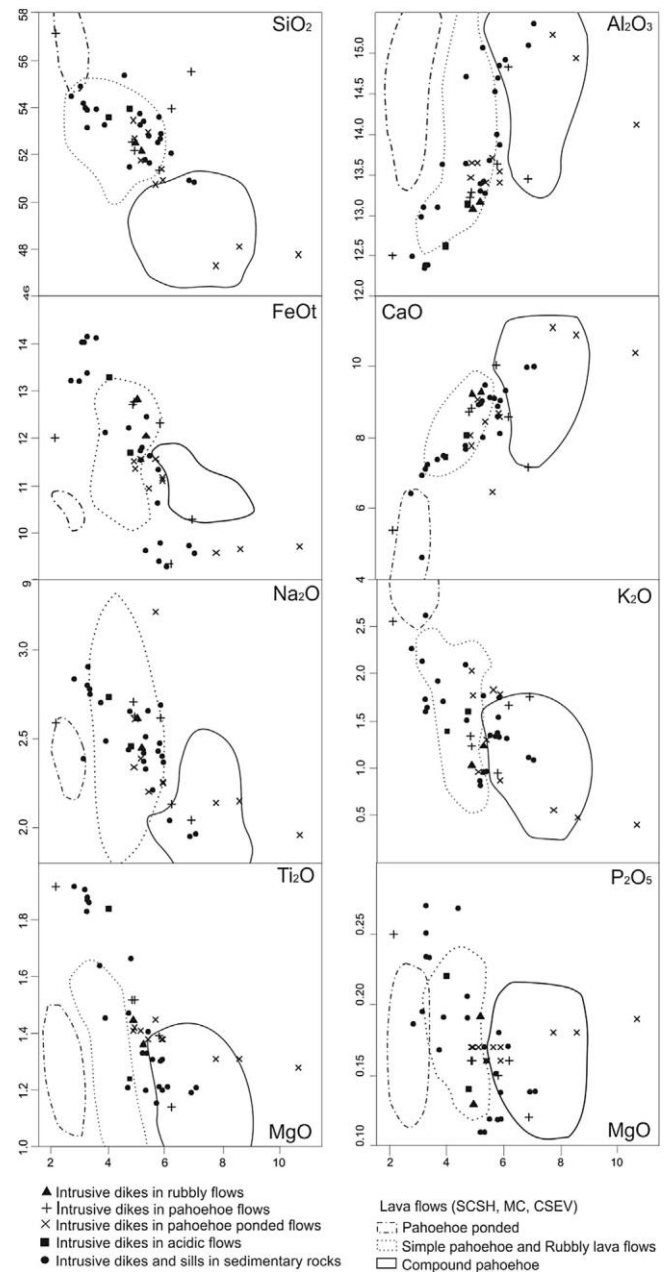 SiO₂
58
56
54
52
50
48
46
Al₂O₃
15.0
14.5
14.0
13.5
13.0
12.5
12.0
FeOt
14
13
12
11
10
9
CaO
10
8
6
4
Na₂O
3.0
2.5
2.0
K₂O
2.5
2.0
1.5
1.0
0.5
Ti₂O
1.8
1.6
1.4
1.2
1.0
MgO
2 4 6 8 10
P₂O₅
0.25
0.20
0.15
0.10
MgO
2 4 6 8 10
▲ Intrusive dikes in rubbly flows
+ Intrusive dikes in pahoehoe flows
× Intrusive dikes in pahoehoe ponded flows
■ Intrusive dikes in acidic flows
● Intrusive dikes and sills in sedimentary rocks
Lava flows (SCSH, MC, CSEV)
Pahoehoe ponded
Simple pahoehoe and Rubbly lava flows
Compound pahoehoe